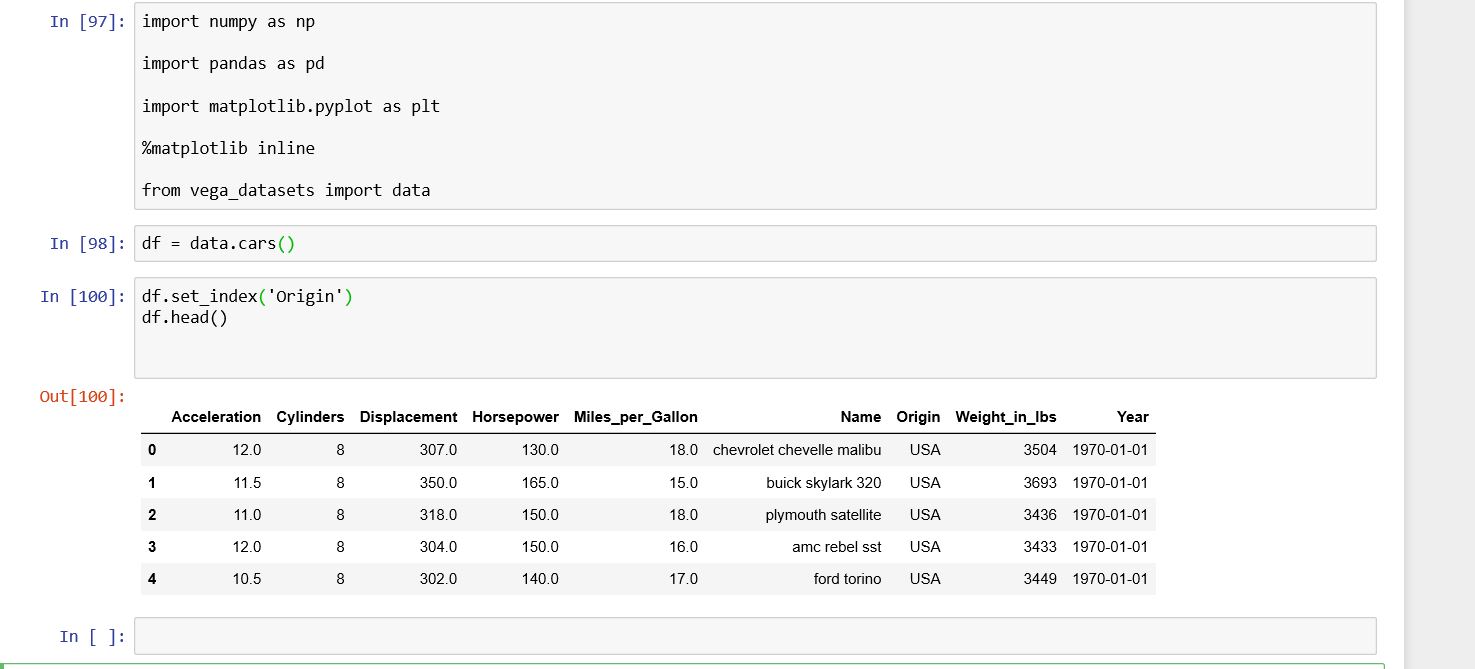 In [97]: import numpy as np
import pandas as pd
import matplotlib.pyplot as plt
%matplotlib inline
from vega_datasets import data
In [98]: df = data.cars()
In [100]: df.set_index('Origin')
df.head()
Out[100]:
Acceleration Cylinders Displacement Horsepower Miles_per_Gallon Name Origin Weight_in_lbs Year
0 12.0 8 307.0 130.0 18.0 chevrolet chevelle malibu USA 3504 1970-01-01
1 11.5 8 350.0 165.0 15.0 buick skylark 320 USA 3693 1970-01-01
2 11.0 8 318.0 150.0 18.0 plymouth satellite USA 3436 1970-01-01
3 12.0 8 304.0 150.0 16.0 amc rebel sst USA 3433 1970-01-01
4 10.5 8 302.0 140.0 17.0 ford torino USA 3449 1970-01-01
In [ ]: